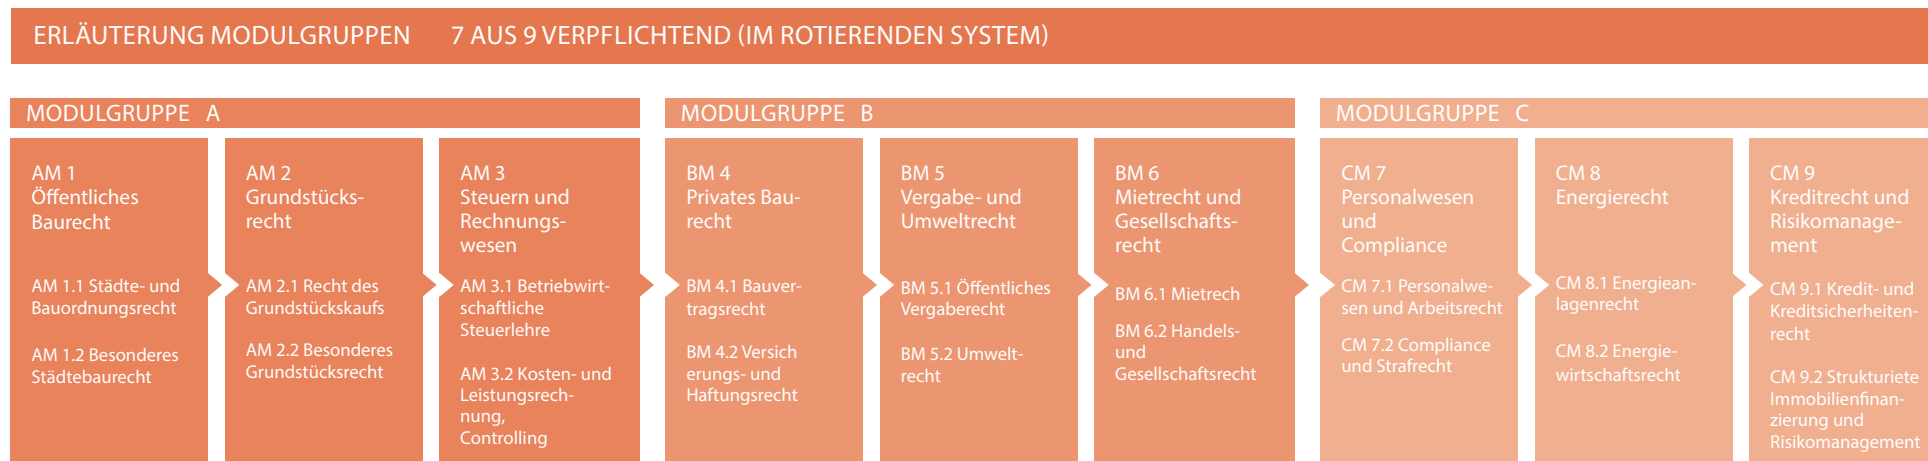 ERLÄUTERUNG MODULGRUPPEN 7 AUS 9 VERPFLICHTEND (IM ROTIERENDEN SYSTEM)
MODULGRUPPE A
AM 1
Öffentliches
Baurecht
AM 1.1 Städte- und
Bauordnungsrecht
AM 1.2 Besonderes
Städtebaurecht
AM 2
Grundstücks-
recht
AM 2.1 Recht des
Grundstückskaufs
AM 2.2 Besonderes
Grundstücksrecht
AM 3
Steuern und
Rechnungs-
wesen
AM 3.1 Betriebwirt-
schaftliche
Steuerlehre
AM 3.2 Kosten- und
Leistungsrech-
nung,
Controlling
MODULGRUPPE B
BM 4
Privates Bau-
recht
BM 4.1 Bauver-
tragsrecht
BM 4.2 Versich
erungs- und
Haftungsrecht
BM 5
Vergabe- und
Umweltrecht
BM 5.1 Öffentliches
Vergaberecht
BM 5.2 Umwelt-
recht
BM 6
Mietrecht und
Gesellschafts-
recht
BM 6.1 Mietrech
BM 6.2 Handels-
und
Gesellschaftsrecht
MODULGRUPPE C
CM 7
Personalwesen
und
Compliance
CM 7.1 Personalwe-
sen und Arbeitsrecht
CM 7.2 Compliance
und Strafrecht
CM 8
Energierecht
CM 8.1 Energiean-
lagenrecht
CM 8.2 Energie-
wirtschaftsrecht
CM 9
Kreditrecht und
Risikomanage-
ment
CM 9.1 Kredit- und
Kreditsicherheiten-
recht
CM 9.2 Strukturiete
Immobilienfinan-
zierung und
Risikomanagement